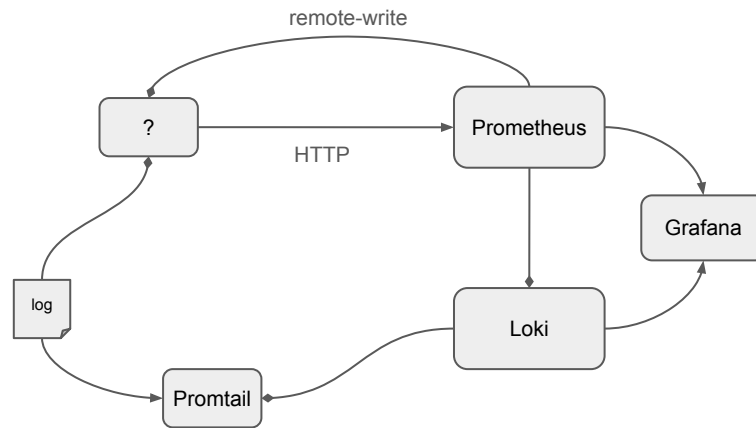 remote-write
?
Prometheus
HTTP
Grafana
log
Loki
Promtail